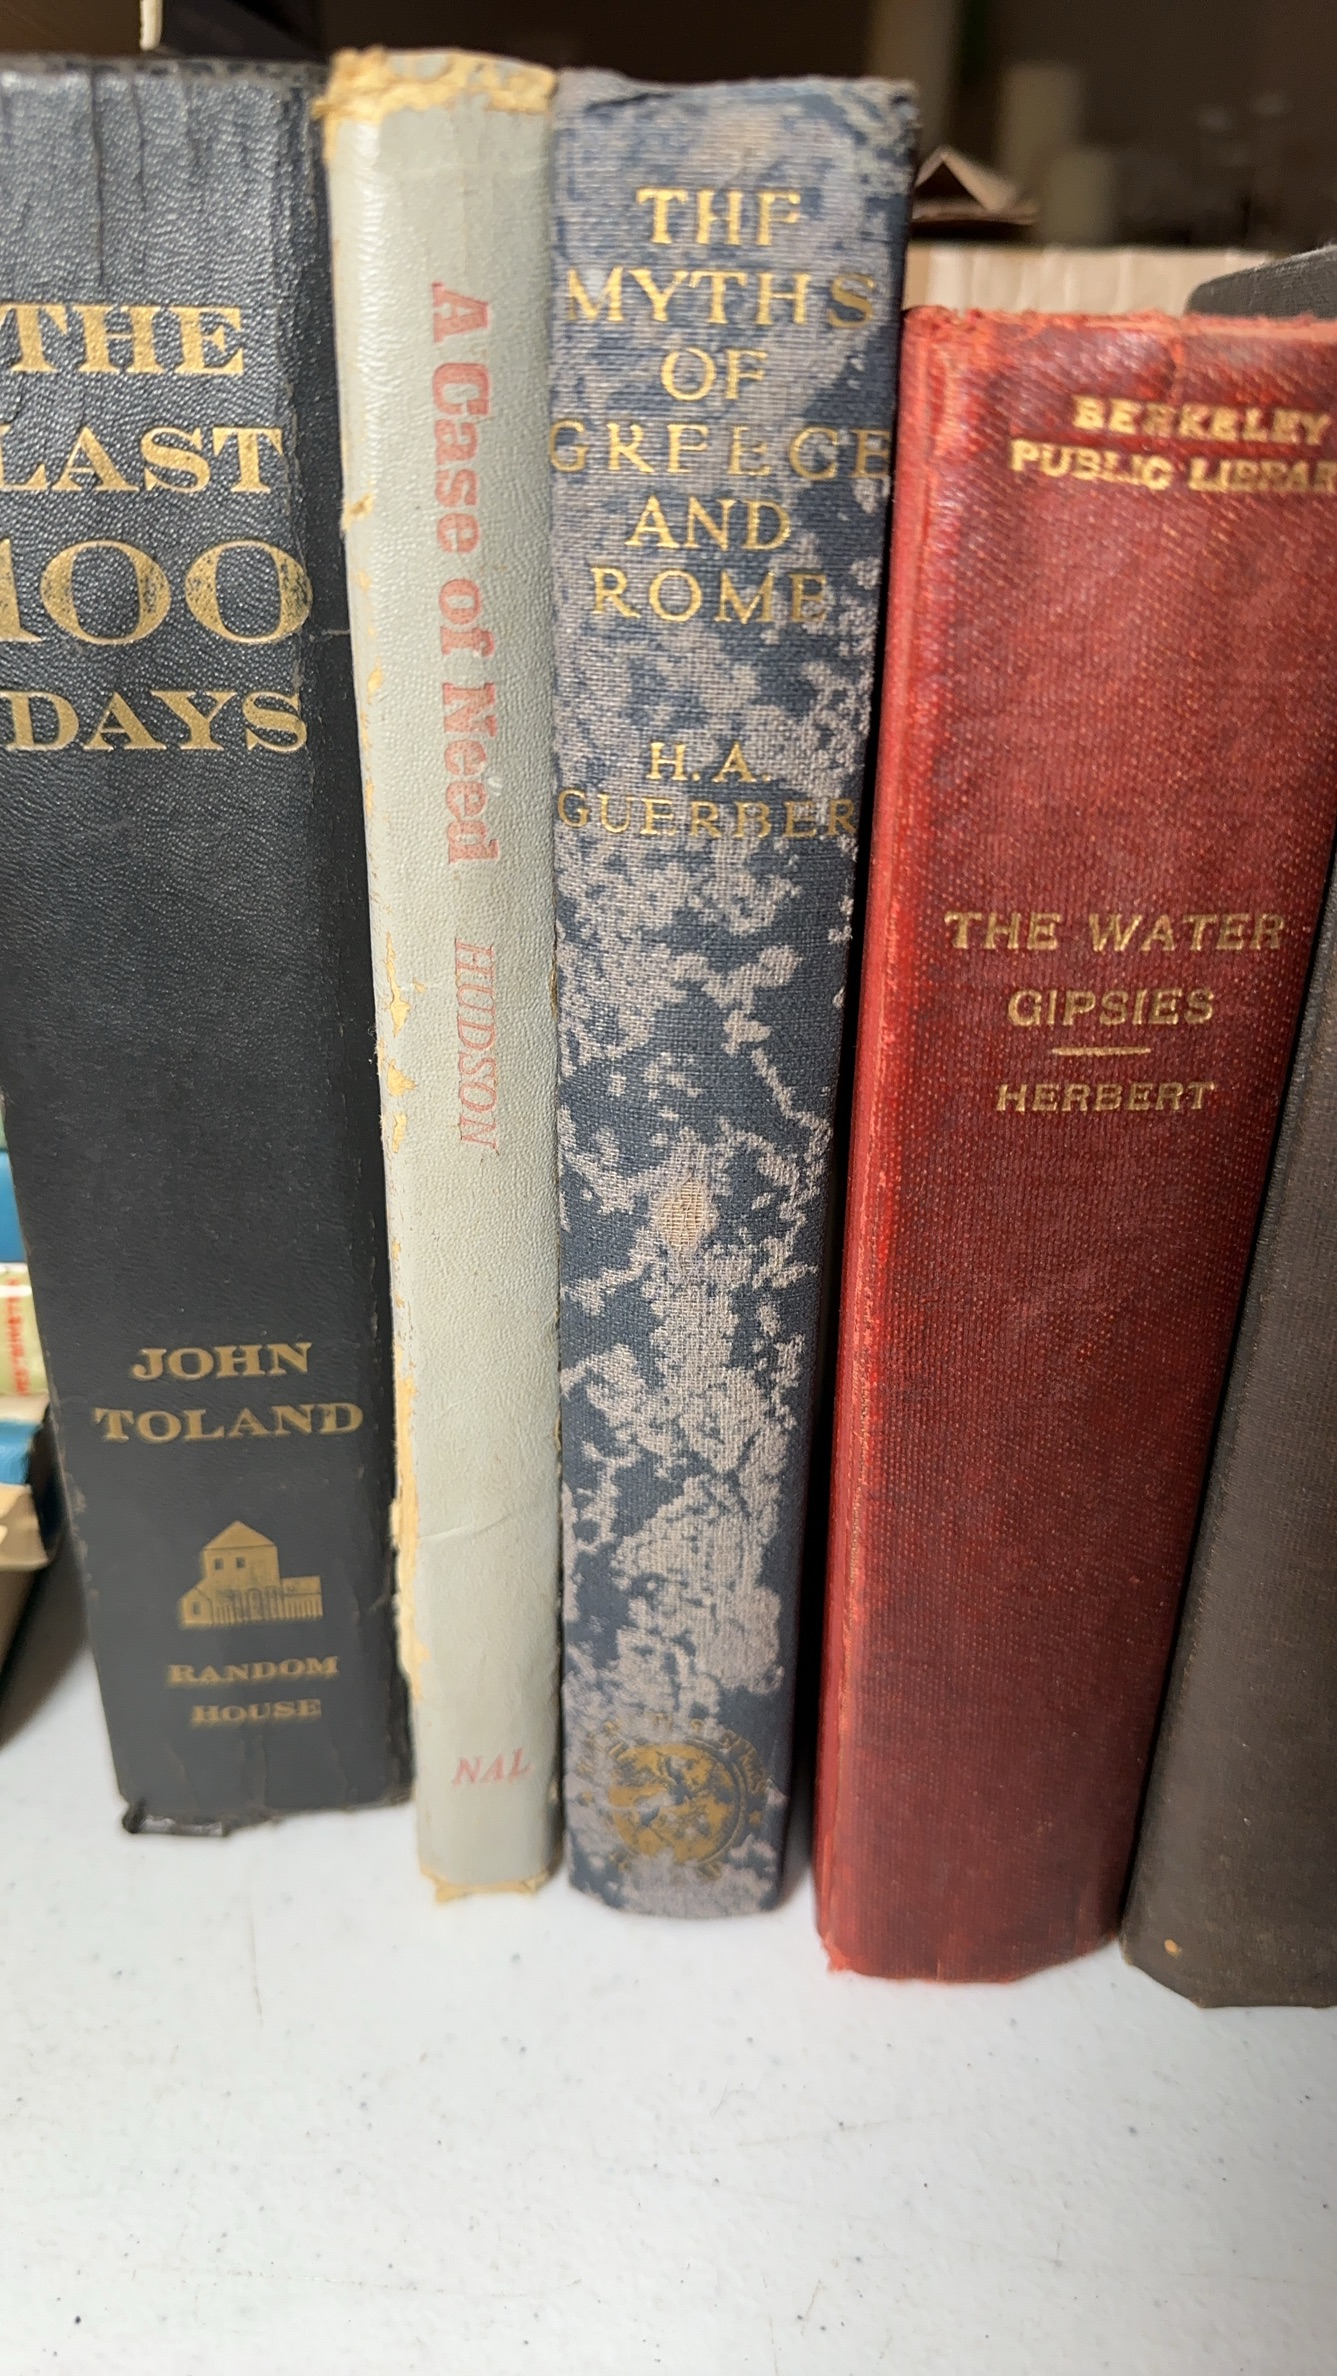 THE
LAST
100
DAYS
JOHN
TOLAND
RANDOM
HOUSE
A Case of Need HUDSON
NAL
THE
MYTHS
OF
GREECE
AND
ROME
H. A.
GUERBER
BERKELEY
PUBLIC LIBRAR
THE WATER
GIPSIES
HERBERT